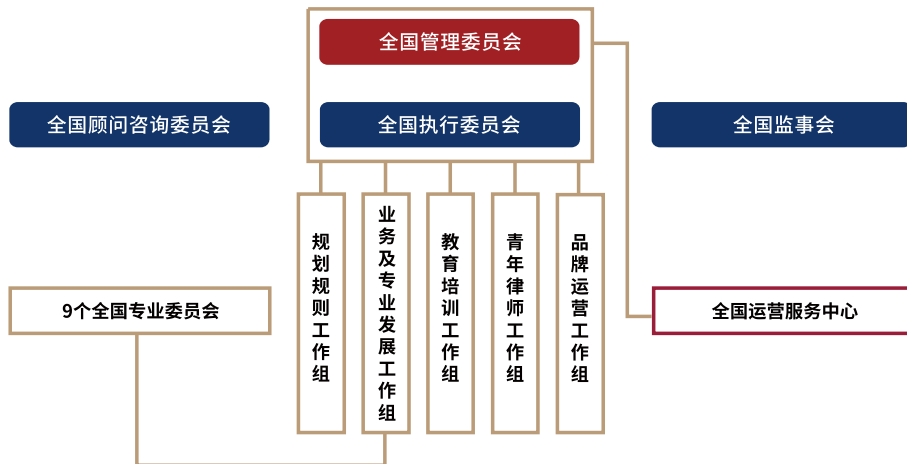 全国管理委员会
全国顾问咨询委员会
全国执行委员会
全国监事会
规划规则工作组
业务及专业发展工作组
教育培训工作组
青年律师工作组
品牌运营工作组
9个全国专业委员会
全国运营服务中心